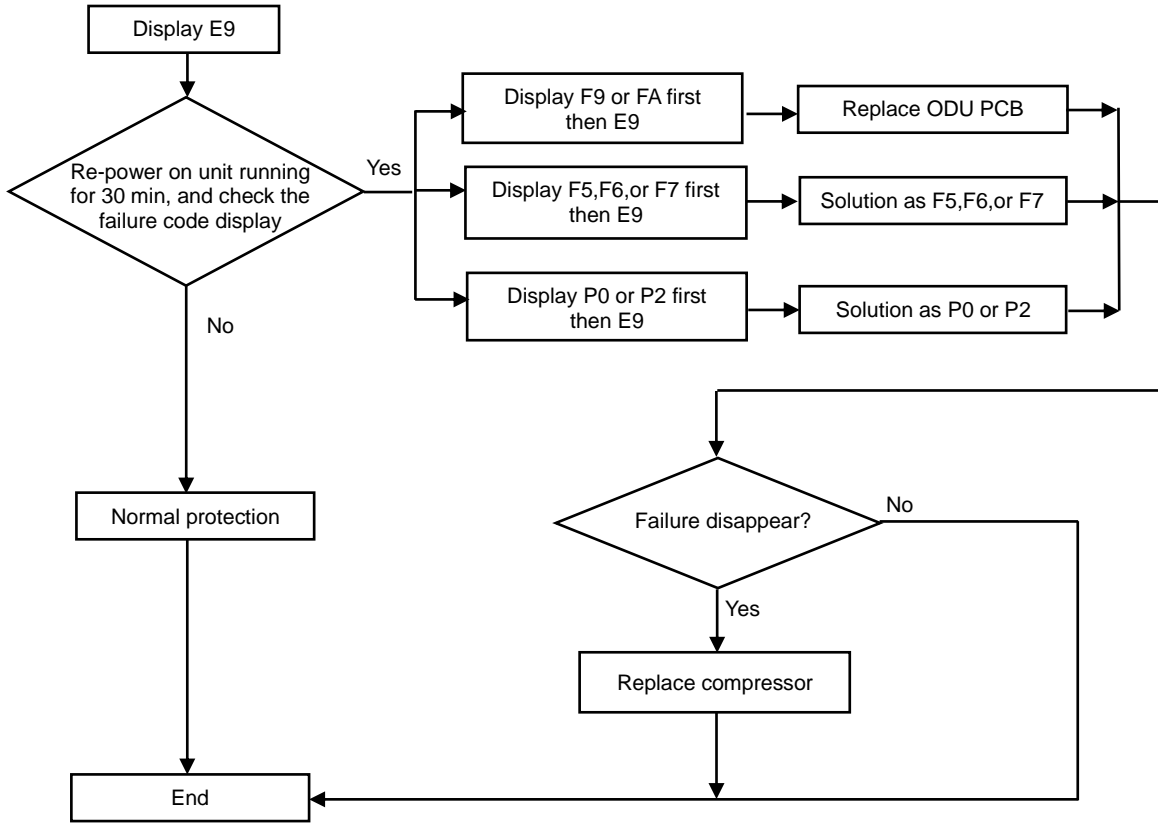 Display E9
Re-power on unit running
for 30 min, and check the
failure code display
Yes
No
Display F9 or FA first
then E9
Replace ODU PCB
Display F5,F6,or F7 first
then E9
Solution as F5,F6,or F7
Display P0 or P2 first
then E9
Solution as P0 or P2
Normal protection
Failure disappear?
No
Yes
Replace compressor
End